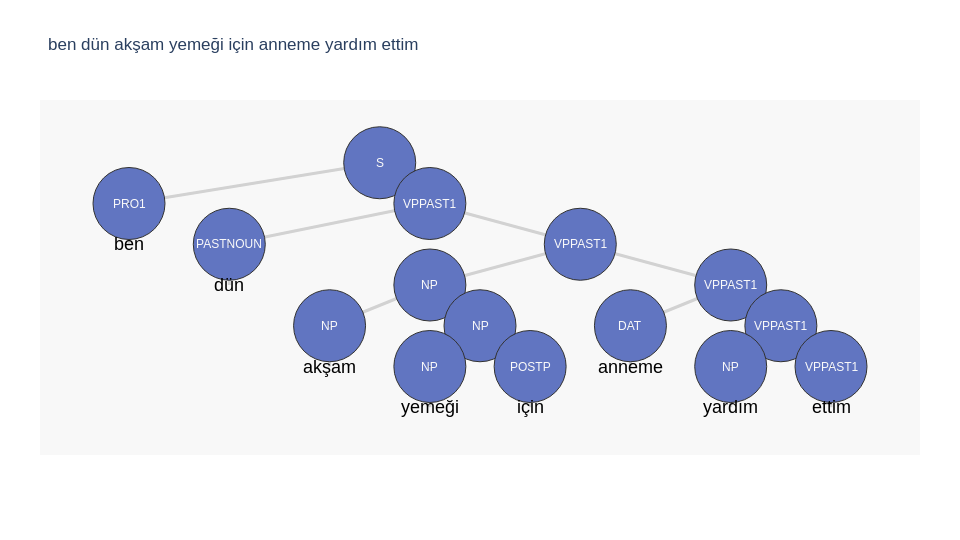 ben dün akşam yemeği için anneme yardım ettim
S
PRO1
VPPAST1
ben
PASTNOUN
VPPAST1
dün
NP
VPPAST1
NP
NP
DAT
VPPAST1
akşam
NP
POSTP
anneme
NP
VPPAST1
yemeği
için
yardım
ettim